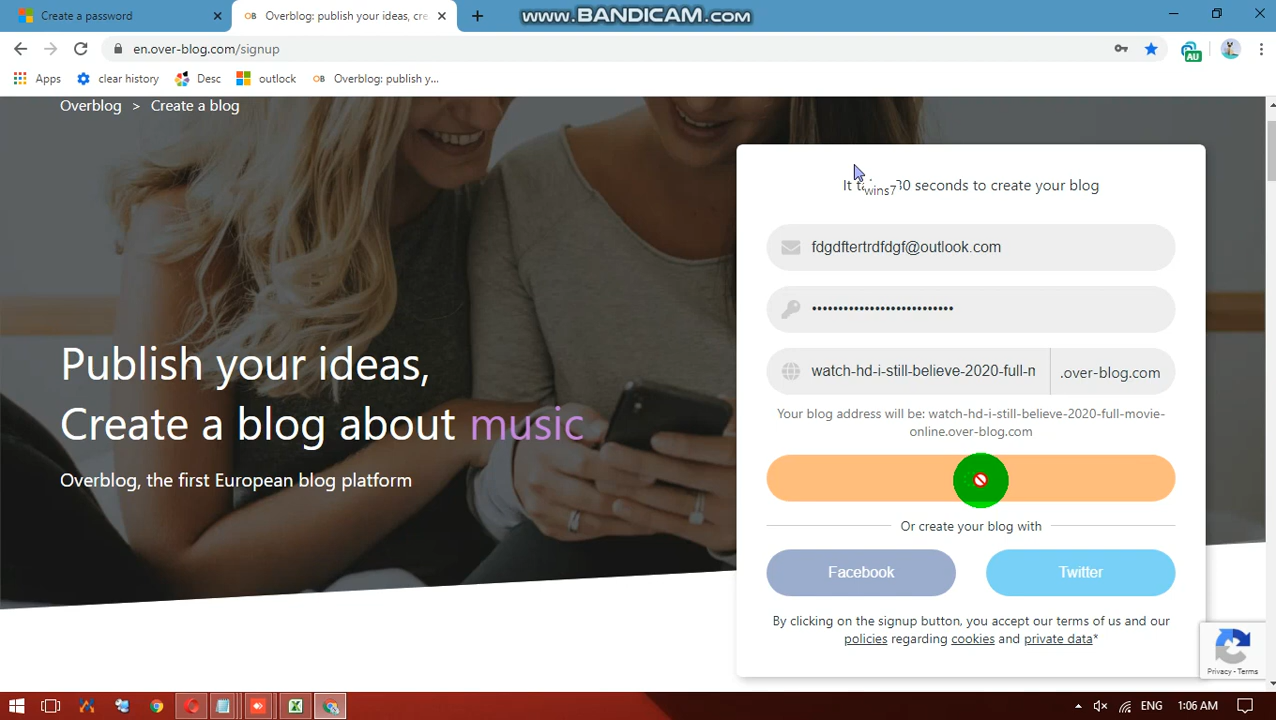 Create a password
Overblog: publish your ideas, cre
www.BANDICAM.com
en.over-blog.com/signup
AU
Apps
clear history
Desc
outlock
OB Overblog: publish y...
Overblog > Create a blog
wins7
30 seconds to create your blog
fdgdftertrdfdgf@outlook.com
watch-hd-i-still-believe-2020-full-n
.over-blog.com
Your blog address will be: watch-hd-i-still-believe-2020-full-movie-
online.over-blog.com
Publish your ideas,
Create a blog about music
Overblog, the first European blog platform
Or create your blog with
Facebook
Twitter
By clicking on the signup button, you accept our terms of us and our
policies regarding cookies and private data*
Privacy - Terms
ENG
1:06 AM